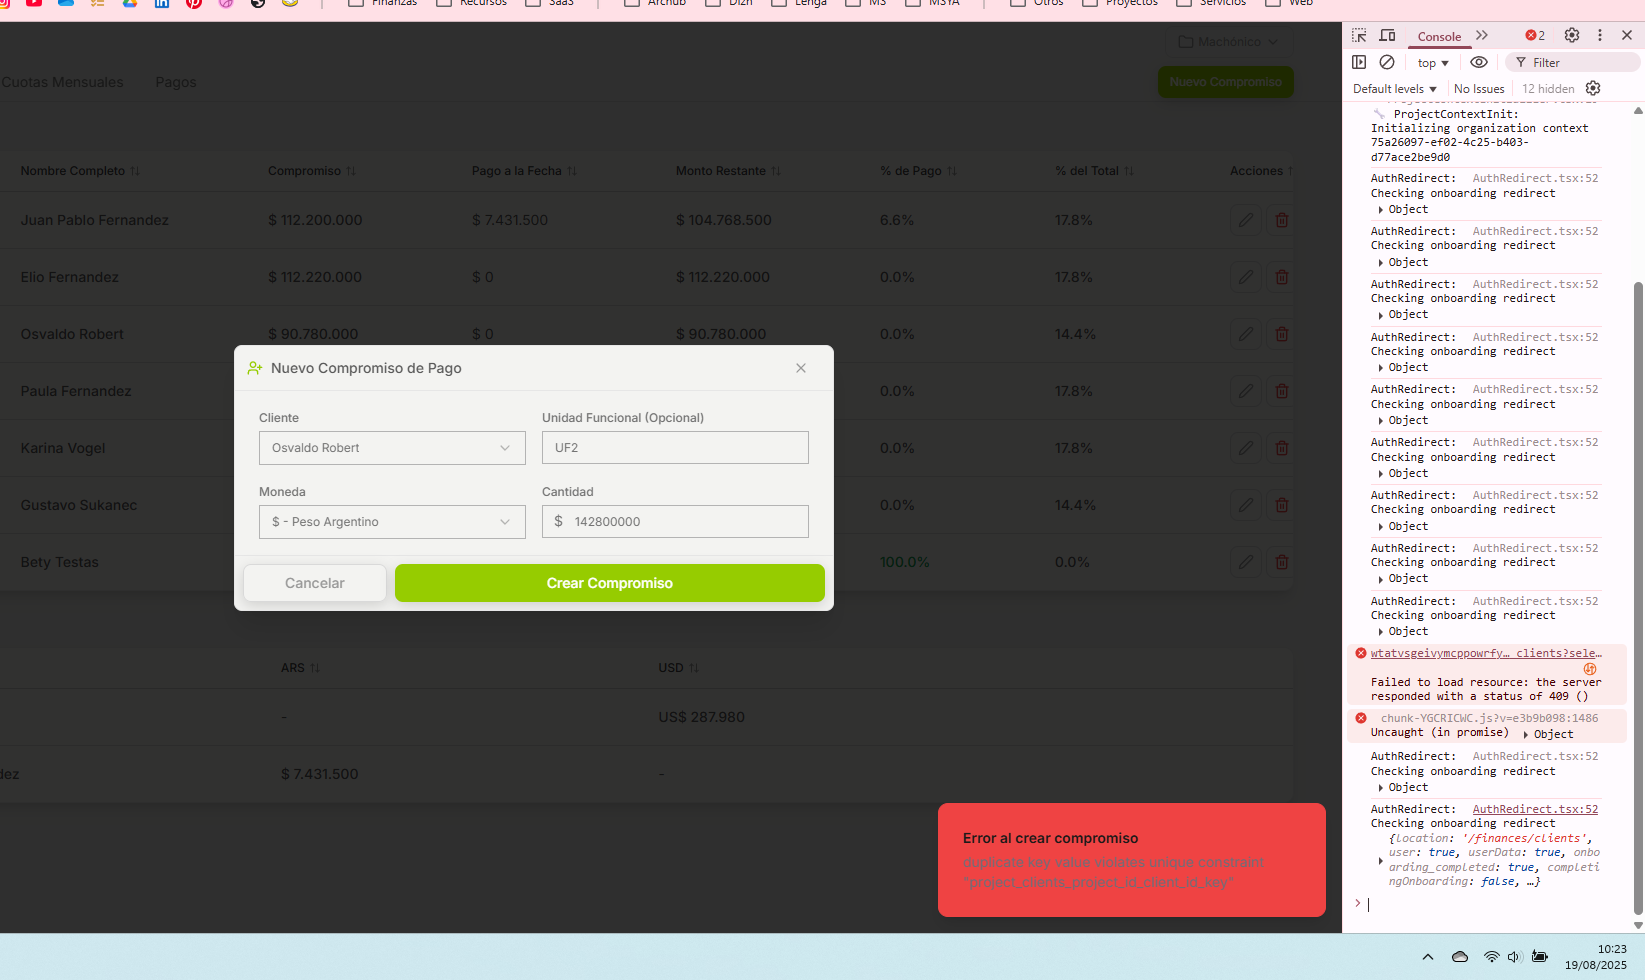 Finanzas
Recursos
SaaS
Archub
Dizn
Lenga
M3
M3YA
Otros
Proyectos
Servicios
Web
Machónico
Cuotas Mensuales
Pagos
Nuevo Compromiso
Nombre Completo
Compromiso
Pago a la Fecha
Monto Restante
% de Pago
% del Total
Acciones
Juan Pablo Fernandez
$ 112.200.000
$ 7.431.500
$ 104.768.500
6.6%
17.8%
Elio Fernandez
$ 112.220.000
$ 0
$ 112.220.000
0.0%
17.8%
Osvaldo Robert
$ 90.780.000
$ 0
$ 90.780.000
0.0%
14.4%
Paula Fernandez
0.0%
17.8%
Karina Vogel
0.0%
17.8%
Gustavo Sukanec
0.0%
14.4%
Bety Testas
100.0%
0.0%
Nuevo Compromiso de Pago
Cliente
Unidad Funcional (Opcional)
Osvaldo Robert
UF2
Moneda
Cantidad
$ - Peso Argentino
$ 142800000
Cancelar
Crear Compromiso
ARS
USD
-
US$ 287.980
dez
$ 7.431.500
-
Error al crear compromiso
duplicate key value violates unique constraint
"project_clients_project_id_client_id_key"
Console
2
top
Filter
Default levels
No Issues
12 hidden
ProjectContextInit:
Initializing organization context
75a26097-ef02-4c25-b403-
d77ace2be9d0
AuthRedirect: AuthRedirect.tsx:52
Checking onboarding redirect
Object
AuthRedirect: AuthRedirect.tsx:52
Checking onboarding redirect
Object
AuthRedirect: AuthRedirect.tsx:52
Checking onboarding redirect
Object
AuthRedirect: AuthRedirect.tsx:52
Checking onboarding redirect
Object
AuthRedirect: AuthRedirect.tsx:52
Checking onboarding redirect
Object
AuthRedirect: AuthRedirect.tsx:52
Checking onboarding redirect
Object
AuthRedirect: AuthRedirect.tsx:52
Checking onboarding redirect
Object
AuthRedirect: AuthRedirect.tsx:52
Checking onboarding redirect
Object
AuthRedirect: AuthRedirect.tsx:52
Checking onboarding redirect
Object
wtatvsgeivymcppowrfy… clients?sele…
Failed to load resource: the server
responded with a status of 409 ()
chunk-YGCRICWC.js?v=e3b9b098:1486
Uncaught (in promise) Object
AuthRedirect: AuthRedirect.tsx:52
Checking onboarding redirect
Object
AuthRedirect: AuthRedirect.tsx:52
Checking onboarding redirect
{location: '/finances/clients',
user: true, userData: true, onbo
arding_completed: true, completi
ngOnboarding: false, …}
10:23
19/08/2025